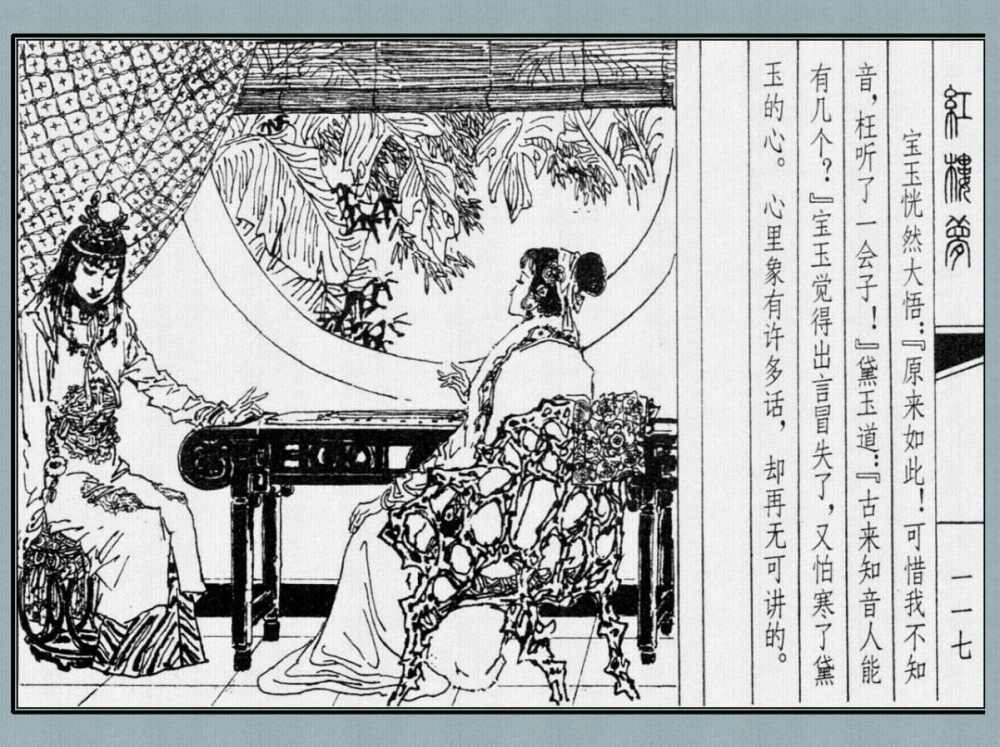 紅樓夢
一一七
宝玉恍然大悟：『原来如此！可惜我不知
音，枉听了一会子！』黛玉道：『古来知音人能
有几个？』宝玉觉得出言冒失了，又怕寒了黛
玉的心。心里象有许多话，却再无可讲的。